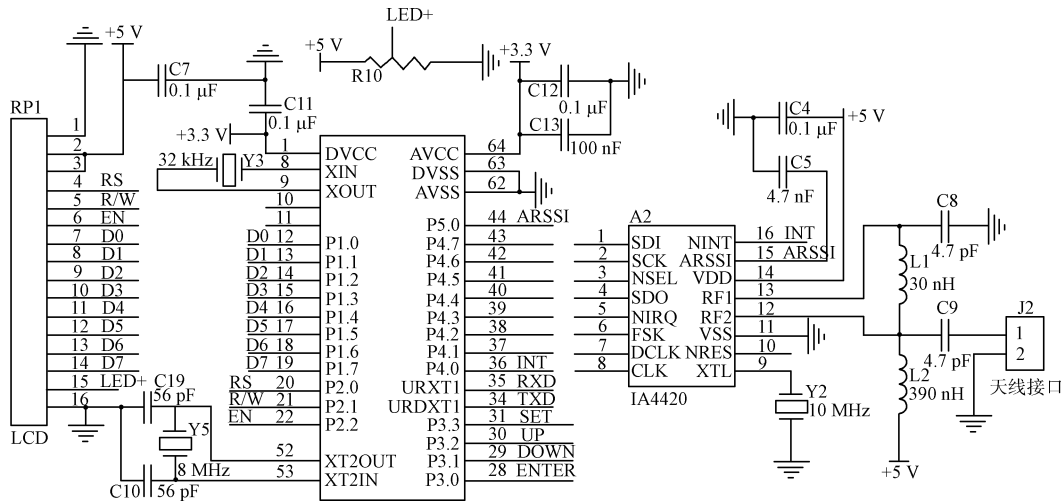 LED+
+5 V
+5 V
R10
+3.3 V
C7
0.1 μF
C11
0.1 μF
+3.3 V
C12
0.1 μF
C13
100 nF
C4
0.1 μF
+5 V
C5
4.7 nF
RP1
1
2
3
4 RS
5 R/W
6 EN
7 D0
8 D1
9 D2
10 D3
11 D4
12 D5
13 D6
14 D7
15 LED+
16
LCD
32 kHz
Y3
1 DVCC
8 XIN
9 XOUT
10
11
D0 12 P1.0
D1 13 P1.1
D2 14 P1.2
D3 15 P1.3
D4 16 P1.4
D5 17 P1.5
D6 18 P1.6
D7 19 P1.7
RS 20 P2.0
R/W 21 P2.1
EN 22 P2.2
52 XT2OUT
53 XT2IN
C19
56 pF
Y5
8 MHz
C10
56 pF
AVCC 64
DVSS 63
AVSS 62
P5.0 44 ARSSI
P4.7 43
P4.6 42
P4.5 41
P4.4 40
P4.3 39
P4.2 38
P4.1 37
P4.0 36 INT
URXT1 35 RXD
URDXT1 34 TXD
P3.3 31 SET
P3.2 30 UP
P3.1 29 DOWN
P3.0 28 ENTER
A2
1 SDI
2 SCK
3 NSEL
4 SDO
5 NIRQ
6 FSK
7 DCLK
8 CLK
NINT 16 INT
ARSSI 15 ARSSI
VDD 14
RF1 13
RF2 12
VSS 11
NRES 10
XTL 9
IA4420
Y2
10 MHz
C8
4.7 pF
L1
30 nH
C9
4.7 pF
L2
390 nH
+5 V
J2
1
2
天线接口